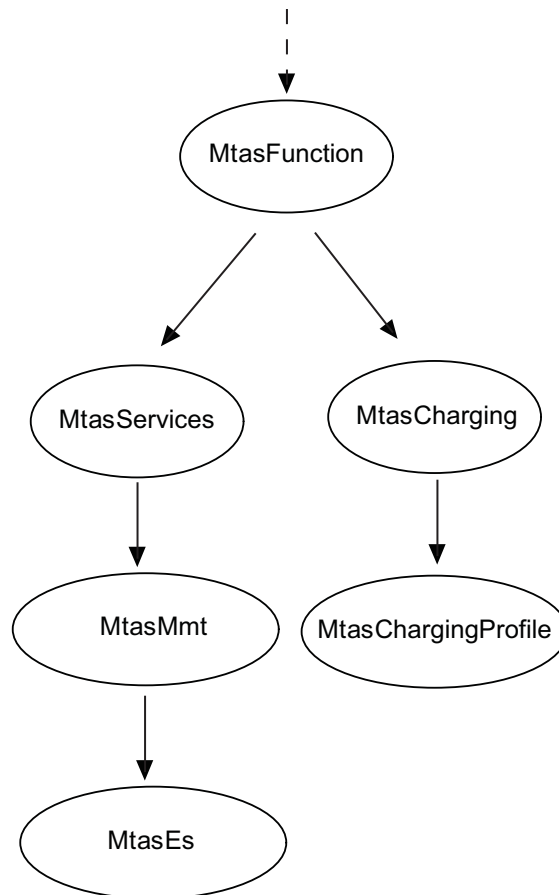 MtasFunction
MtasServices
MtasCharging
MtasMmt
MtasChargingProfile
MtasEs